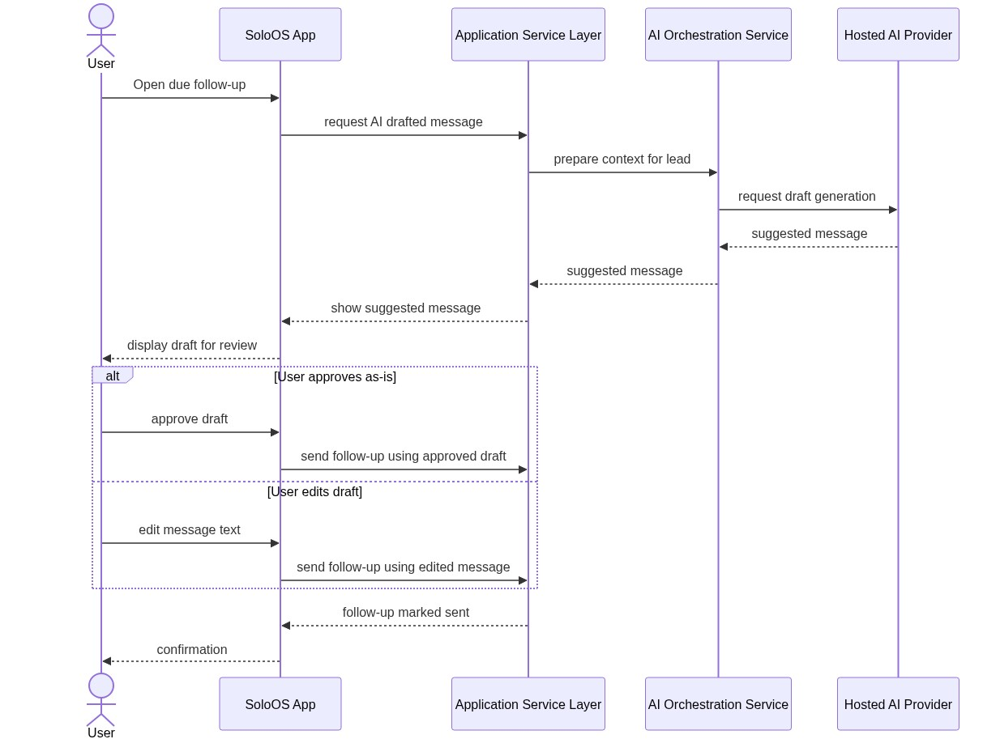 User
SoloOS App
Application Service Layer
AI Orchestration Service
Hosted AI Provider
Open due follow-up
request AI drafted message
prepare context for lead
request draft generation
suggested message
suggested message
show suggested message
display draft for review
alt
[User approves as-is]
approve draft
send follow-up using approved draft
[User edits draft]
edit message text
send follow-up using edited message
follow-up marked sent
confirmation
User
SoloOS App
Application Service Layer
AI Orchestration Service
Hosted AI Provider